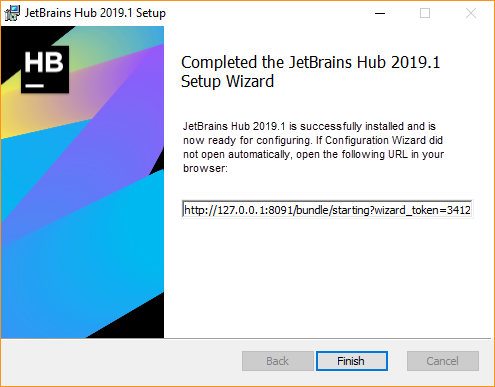 JetBrains Hub 2019.1 Setup
HB
Completed the JetBrains Hub 2019.1
Setup Wizard
JetBrains Hub 2019.1 is successfully installed and is
now ready for configuring. If Configuration Wizard did
not open automatically, open the following URL in your
browser:
http://127.0.0.1:8091/bundle/starting?wizard_token=3412
Back
Finish
Cancel